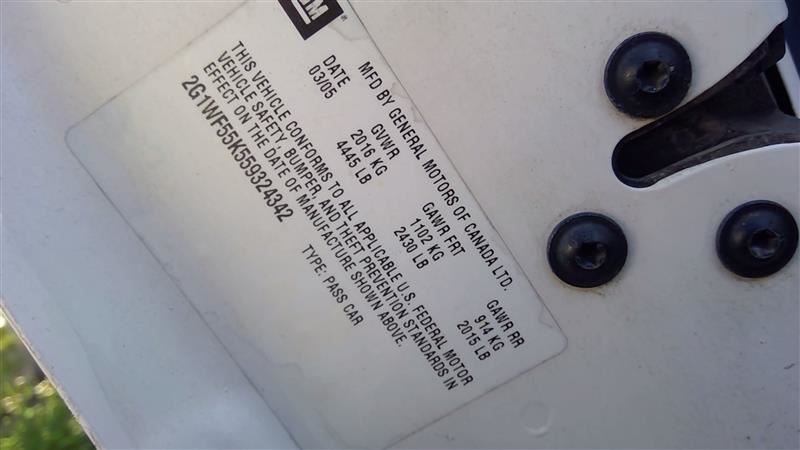 GM
MFD BY GENERAL MOTORS OF CANADA LTD.
DATE GVWR GAWR FRT GAWR RR
03/05 2016 KG 1102 KG 914 KG
4445 LB 2430 LB 2015 LB
THIS VEHICLE CONFORMS TO ALL APPLICABLE U.S. FEDERAL MOTOR
VEHICLE SAFETY, BUMPER, AND THEFT PREVENTION STANDARDS IN
EFFECT ON THE DATE OF MANUFACTURE SHOWN ABOVE.
2G1WF55K559324342 TYPE: PASS CAR